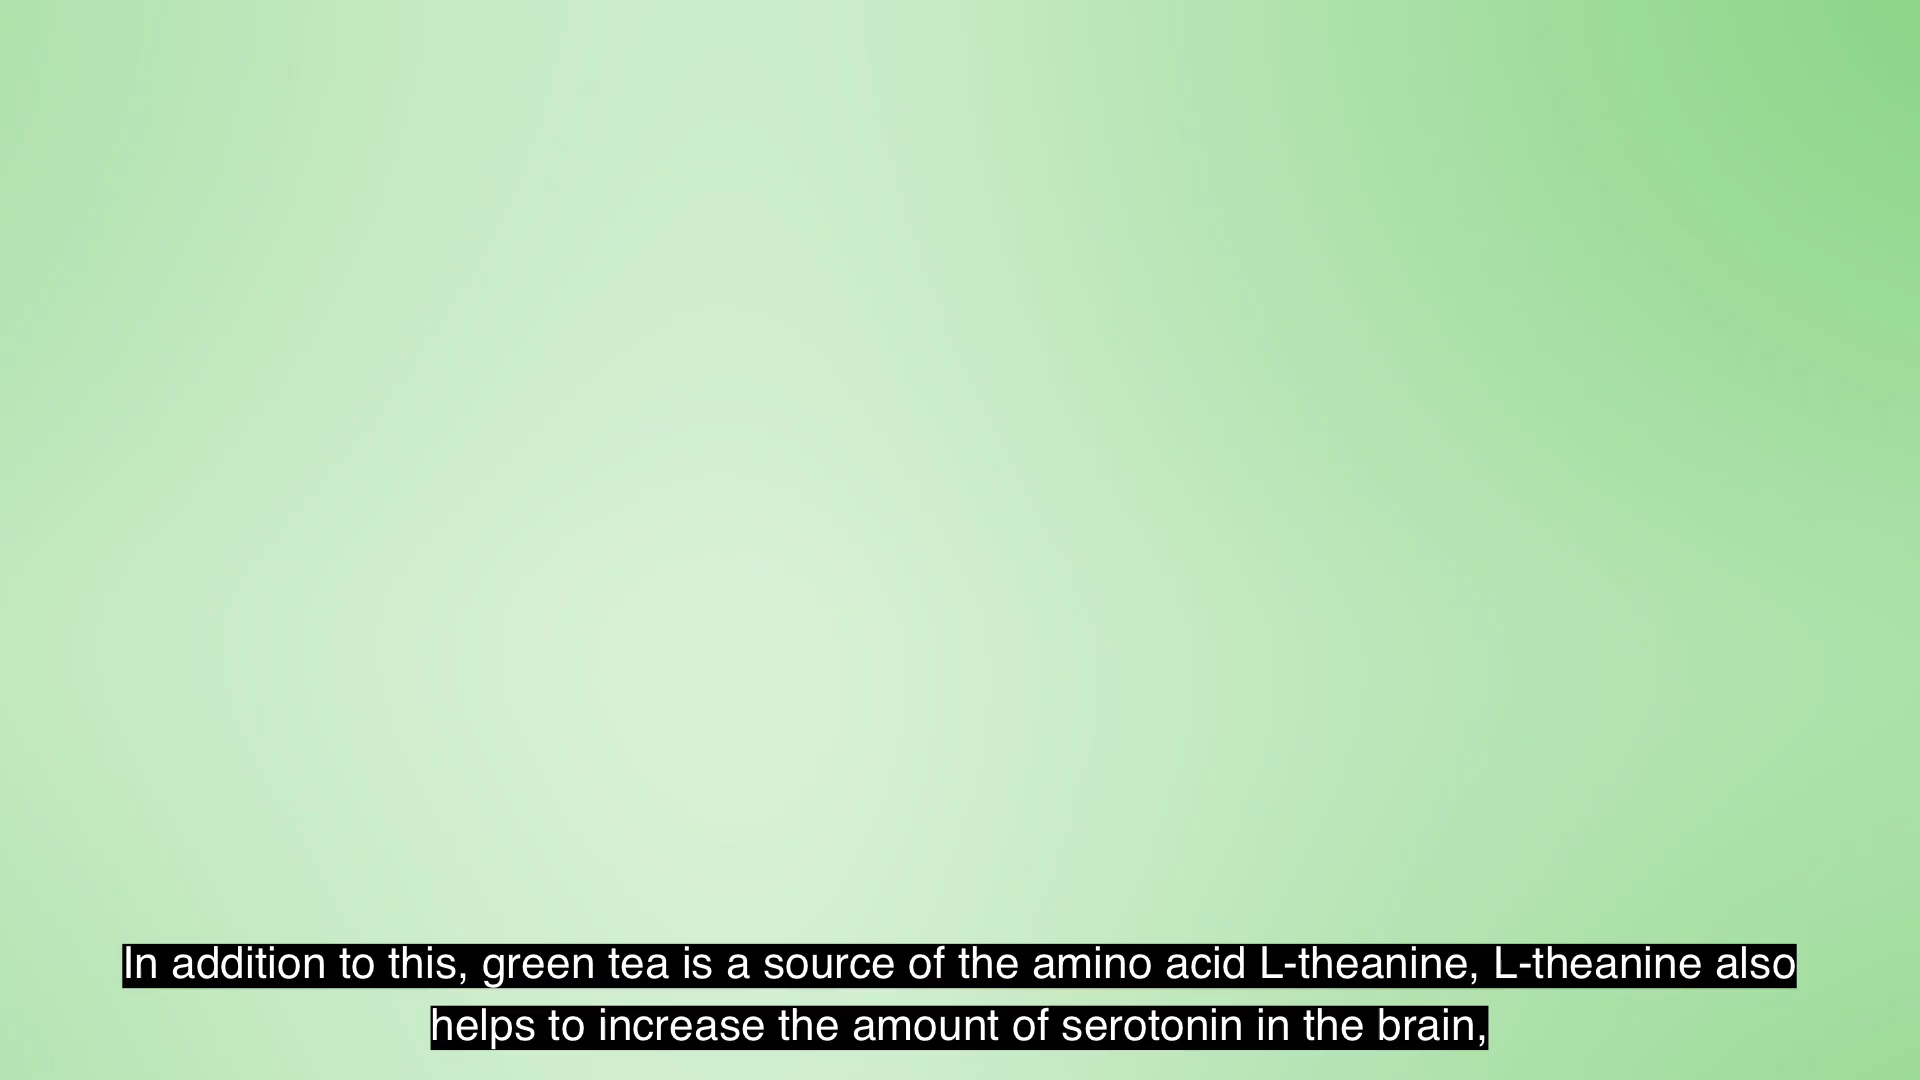 In addition to this, green tea is a source of the amino acid L-theanine, L-theanine also
helps to increase the amount of serotonin in the brain,